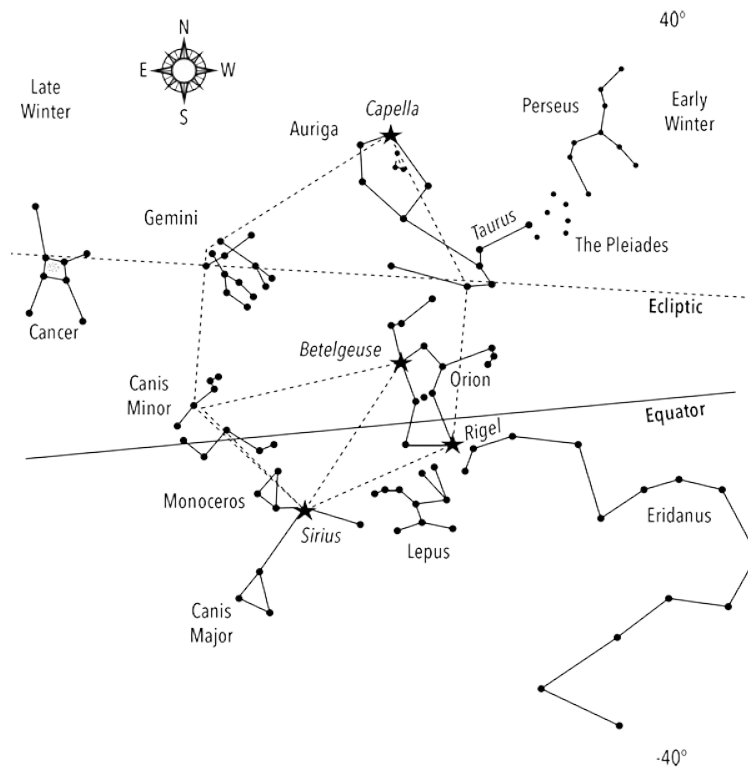 40°
N
E W
S
Late
Winter
Capella
Auriga
Perseus
Early
Winter
Gemini
Taurus
The Pleiades
Cancer
Ecliptic
Betelgeuse
Canis
Minor
Orion
Equator
Rigel
Monoceros
Sirius
Lepus
Eridanus
Canis
Major
-40°